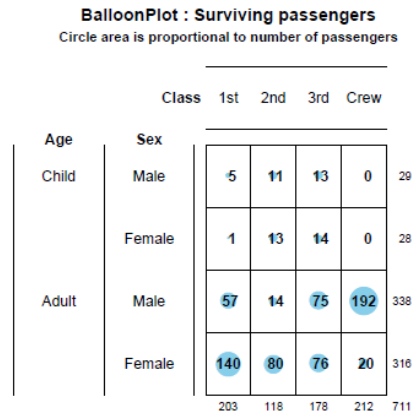 BalloonPlot : Surviving passengers
Circle area is proportional to number of passengers
Class 1st 2nd 3rd Crew
Age Sex
Child Male 5 11 13 0 29
Female 1 13 14 0 28
Adult Male 57 14 75 192 338
Female 140 80 76 20 316
203 118 178 212 711